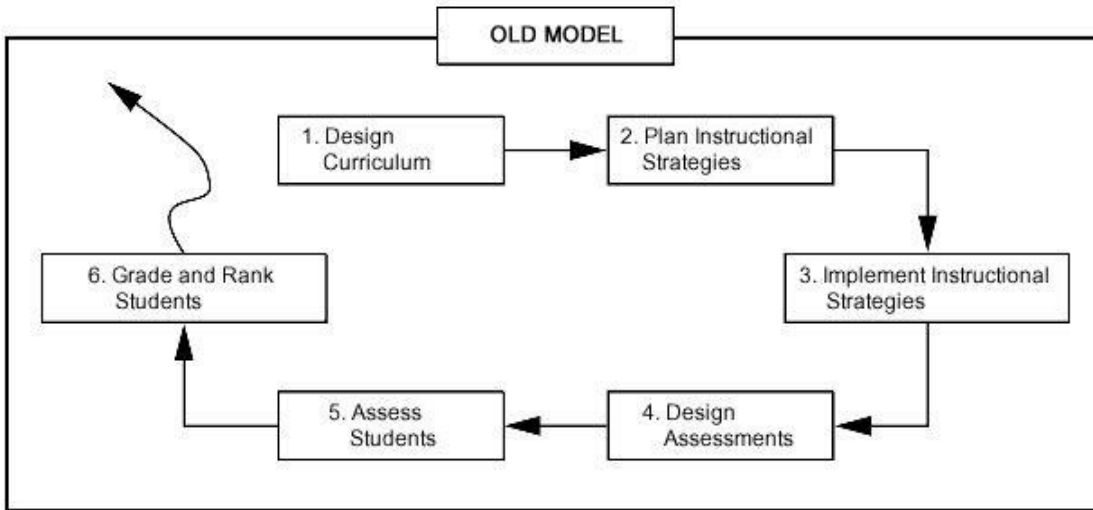 OLD MODEL
1. Design
Curriculum
2. Plan Instructional
Strategies
3. Implement Instructional
Strategies
4. Design
Assessments
5. Assess
Students
6. Grade and Rank
Students